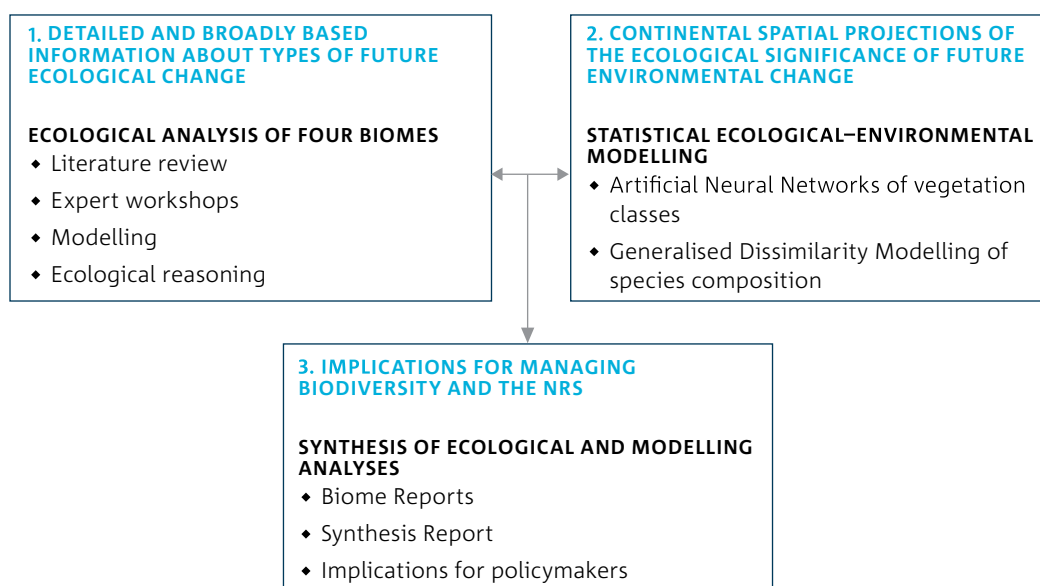 1. DETAILED AND BROADLY BASED
INFORMATION ABOUT TYPES OF FUTURE
ECOLOGICAL CHANGE
ECOLOGICAL ANALYSIS OF FOUR BIOMES
◆ Literature review
◆ Expert workshops
◆ Modelling
◆ Ecological reasoning
2. CONTINENTAL SPATIAL PROJECTIONS OF
THE ECOLOGICAL SIGNIFICANCE OF FUTURE
ENVIRONMENTAL CHANGE
STATISTICAL ECOLOGICAL–ENVIRONMENTAL
MODELLING
◆ Artificial Neural Networks of vegetation
classes
◆ Generalised Dissimilarity Modelling of
species composition
3. IMPLICATIONS FOR MANAGING
BIODIVERSITY AND THE NRS
SYNTHESIS OF ECOLOGICAL AND MODELLING
ANALYSES
◆ Biome Reports
◆ Synthesis Report
◆ Implications for policymakers